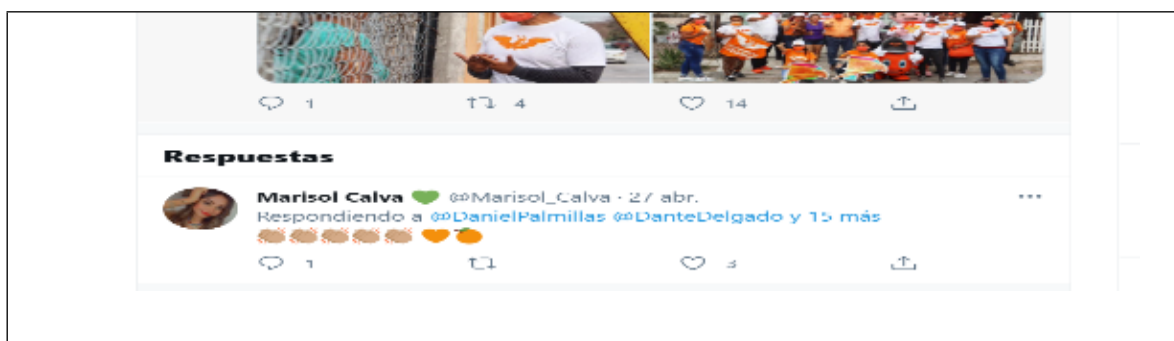 1 4 14
Respuestas
Marisol Calva 💚 @Marisol_Calva · 27 abr.
Respondiendo a @DanielPalmillas @DanteDelgado y 15 más
👏🏼👏🏼👏🏼👏🏼👏🏼 🧡🍊
1 3